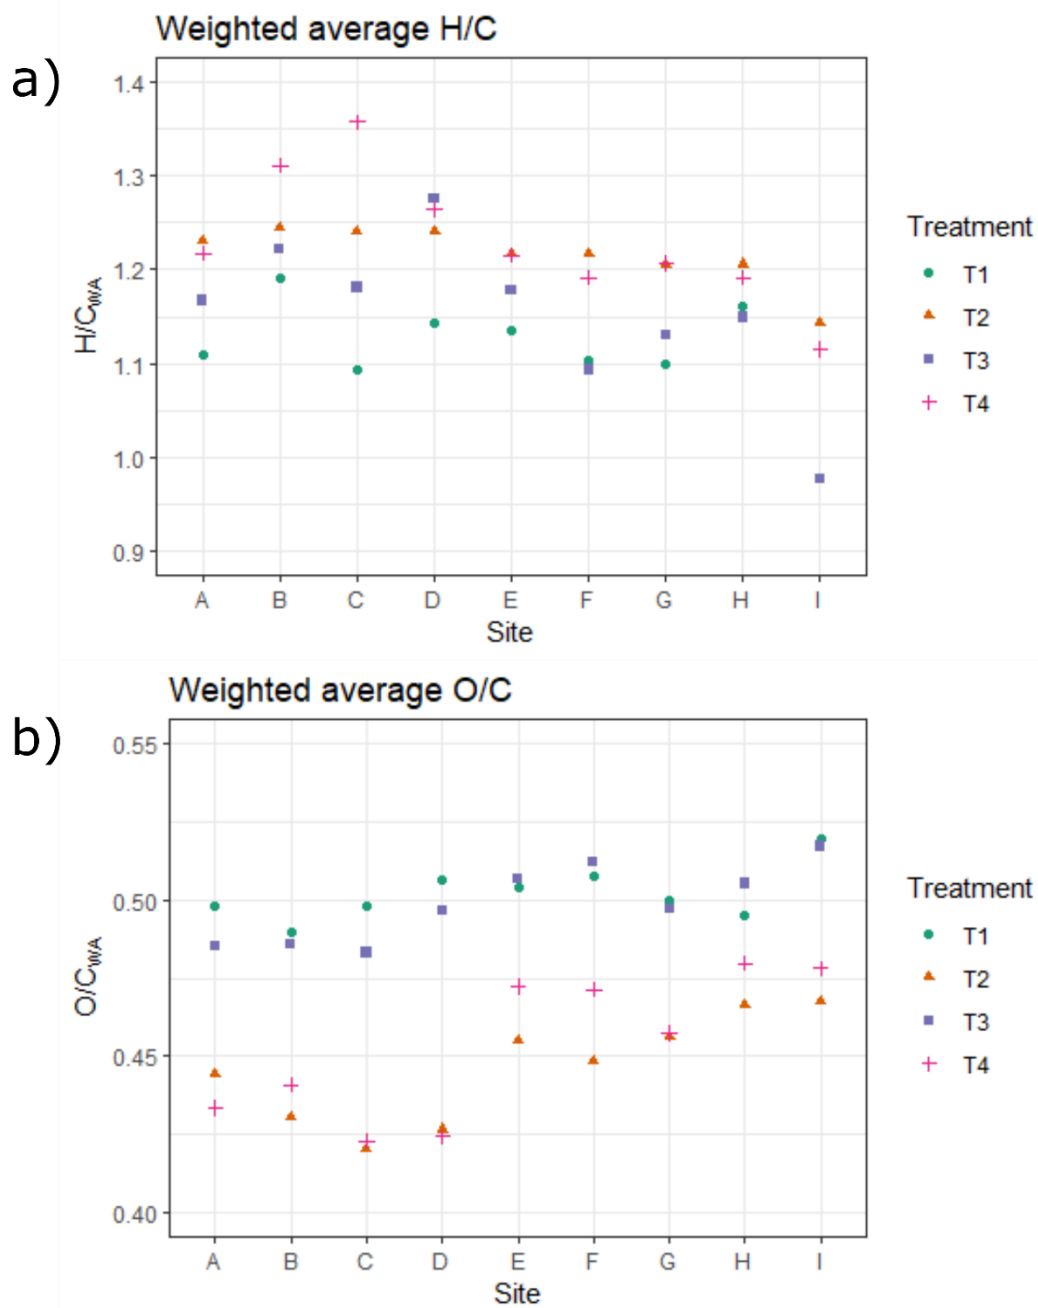 a)
Weighted average H/C
1.4
1.3
1.2
1.1
1.0
0.9
H/CWA
A B C D E F G H I
Site
Treatment
T1
T2
T3
T4
b)
Weighted average O/C
0.55
0.50
0.45
0.40
O/CWA
A B C D E F G H I
Site
Treatment
T1
T2
T3
T4